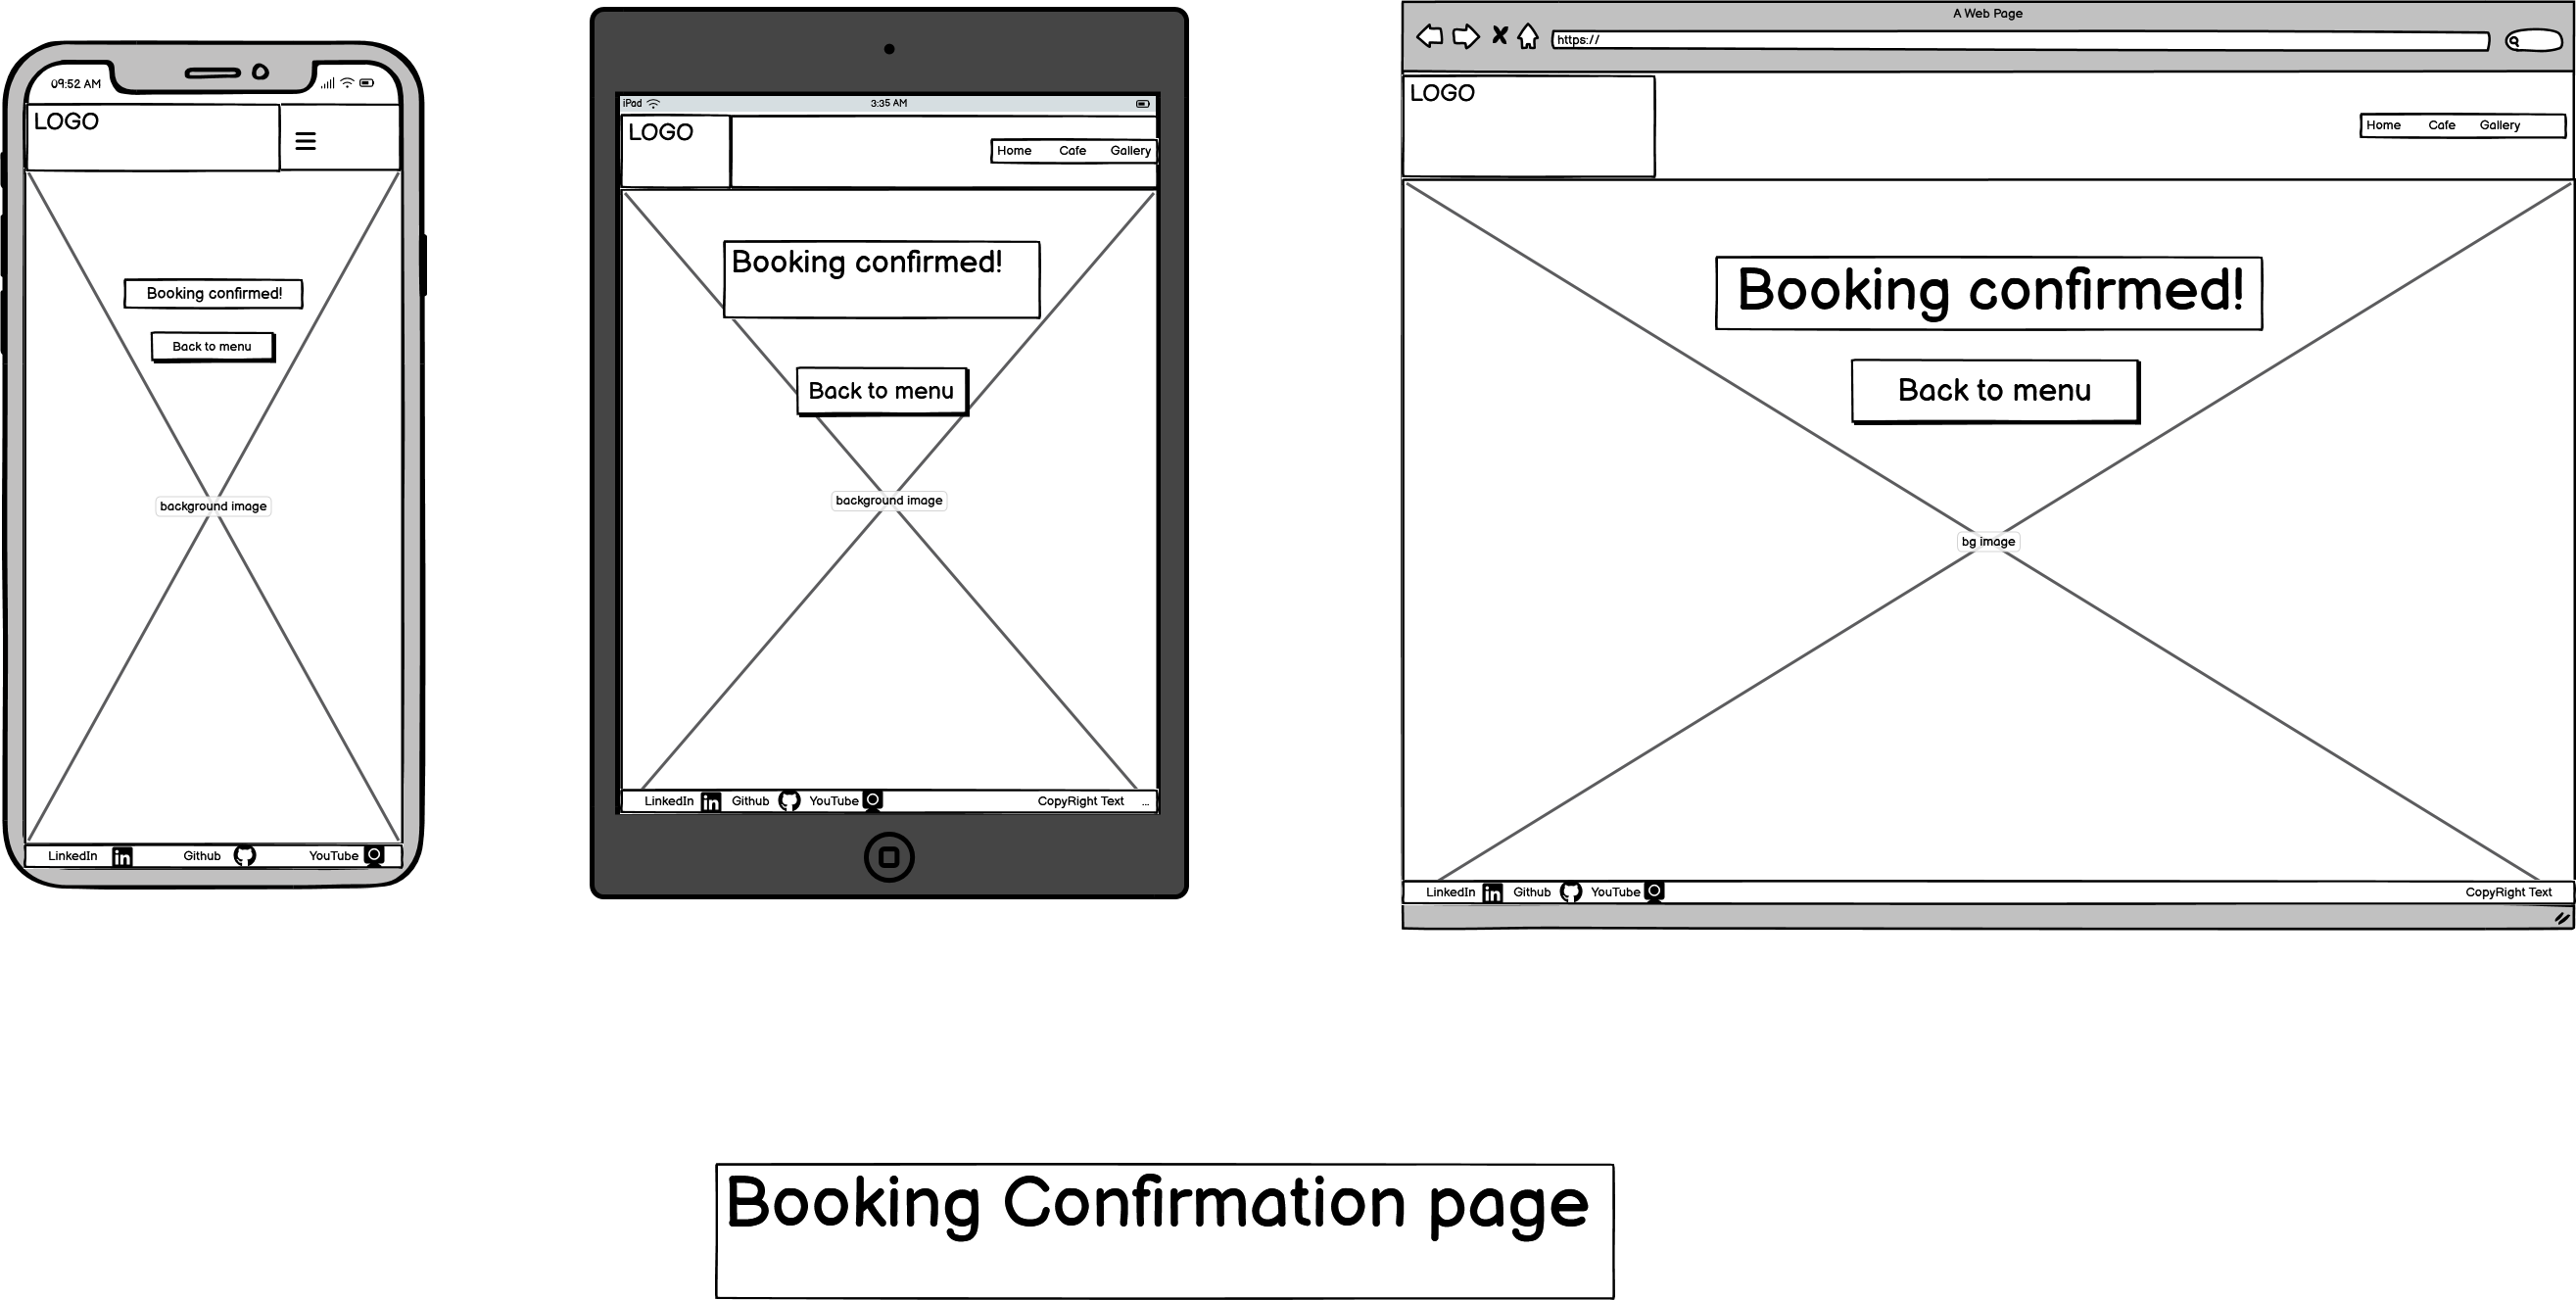 09:52 AM
LOGO
Booking confirmed!
Back to menu
background image
LinkedIn Github YouTube
iPad 3:35 AM
LOGO
Home Cafe Gallery
Booking confirmed!
Back to menu
background image
LinkedIn in Github YouTube CopyRight Text ...
A Web Page
https://
LOGO
Home Cafe Gallery
Booking confirmed!
Back to menu
bg image
LinkedIn in Github YouTube CopyRight Text
Booking Confirmation page